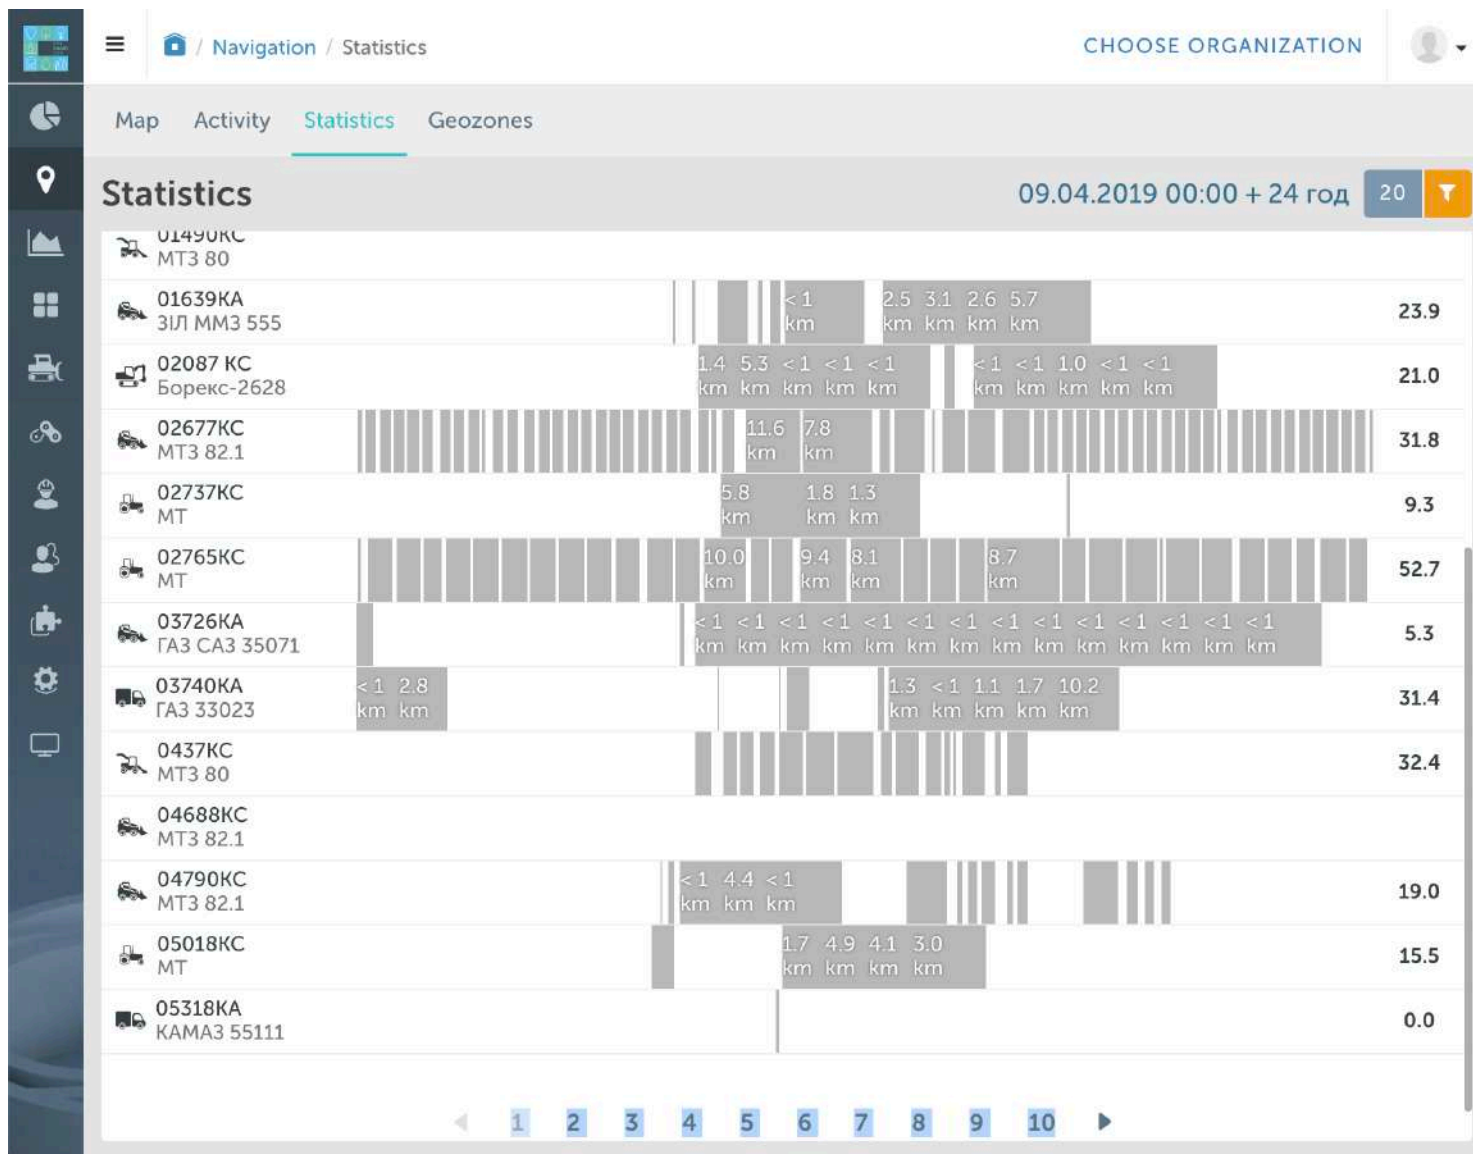 / Navigation / Statistics
CHOOSE ORGANIZATION
Map Activity Statistics Geozones
Statistics
09.04.2019 00:00 + 24 год 20
01490КС
МТЗ 80
01639КА
ЗІЛ ММЗ 555
< 1 2.5 3.1 2.6 5.7
km km km km km
23.9
02087 КС
Борекс-2628
1.4 5.3 < 1 < 1 < 1 < 1 < 1 1.0 < 1 < 1
km km km km km km km km km km
21.0
02677КС
МТЗ 82.1
11.6 7.8
km km
31.8
02737КС
МТ
5.8 1.8 1.3
km km km
9.3
02765КС
МТ
10.0 9.4 8.1 8.7
km km km km
52.7
03726КА
ГАЗ САЗ 35071
< 1 < 1 < 1 < 1 < 1 < 1 < 1 < 1 < 1 < 1 < 1 < 1 < 1 < 1
km km km km km km km km km km km km km km
5.3
03740КА
ГАЗ 33023
< 1 2.8 1.3 < 1 1.1 1.7 10.2
km km km km km km km
31.4
0437КС
МТЗ 80
32.4
04688КС
МТЗ 82.1
04790КС
МТЗ 82.1
< 1 4.4 < 1
km km km
19.0
05018КС
МТ
1.7 4.9 4.1 3.0
km km km km
15.5
05318КА
КАМАЗ 55111
0.0
1 2 3 4 5 6 7 8 9 10